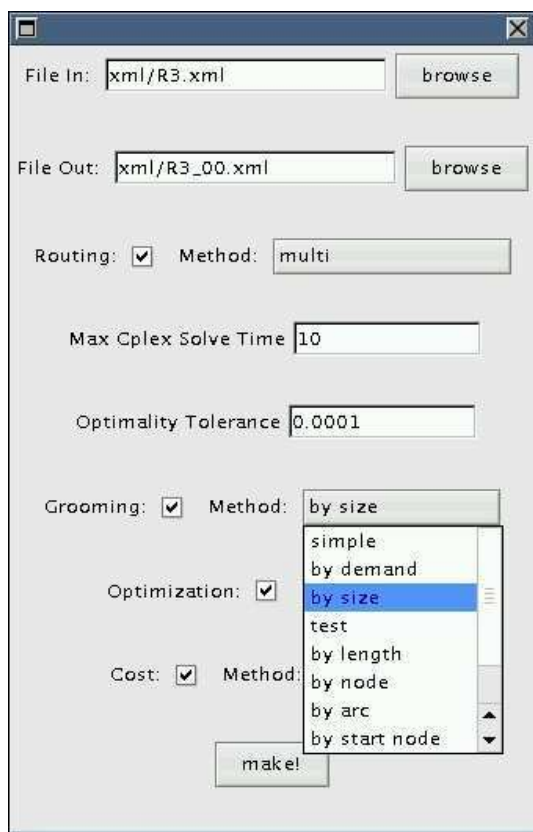 File In: xml/R3.xml browse
File Out: xml/R3_00.xml browse
Routing: Method: multi
Max Cplex Solve Time 10
Optimality Tolerance 0.0001
Grooming: Method: by size
simple
by demand
Optimization: by size
test
by length
Cost: Method: by node
by arc
by start node
make!